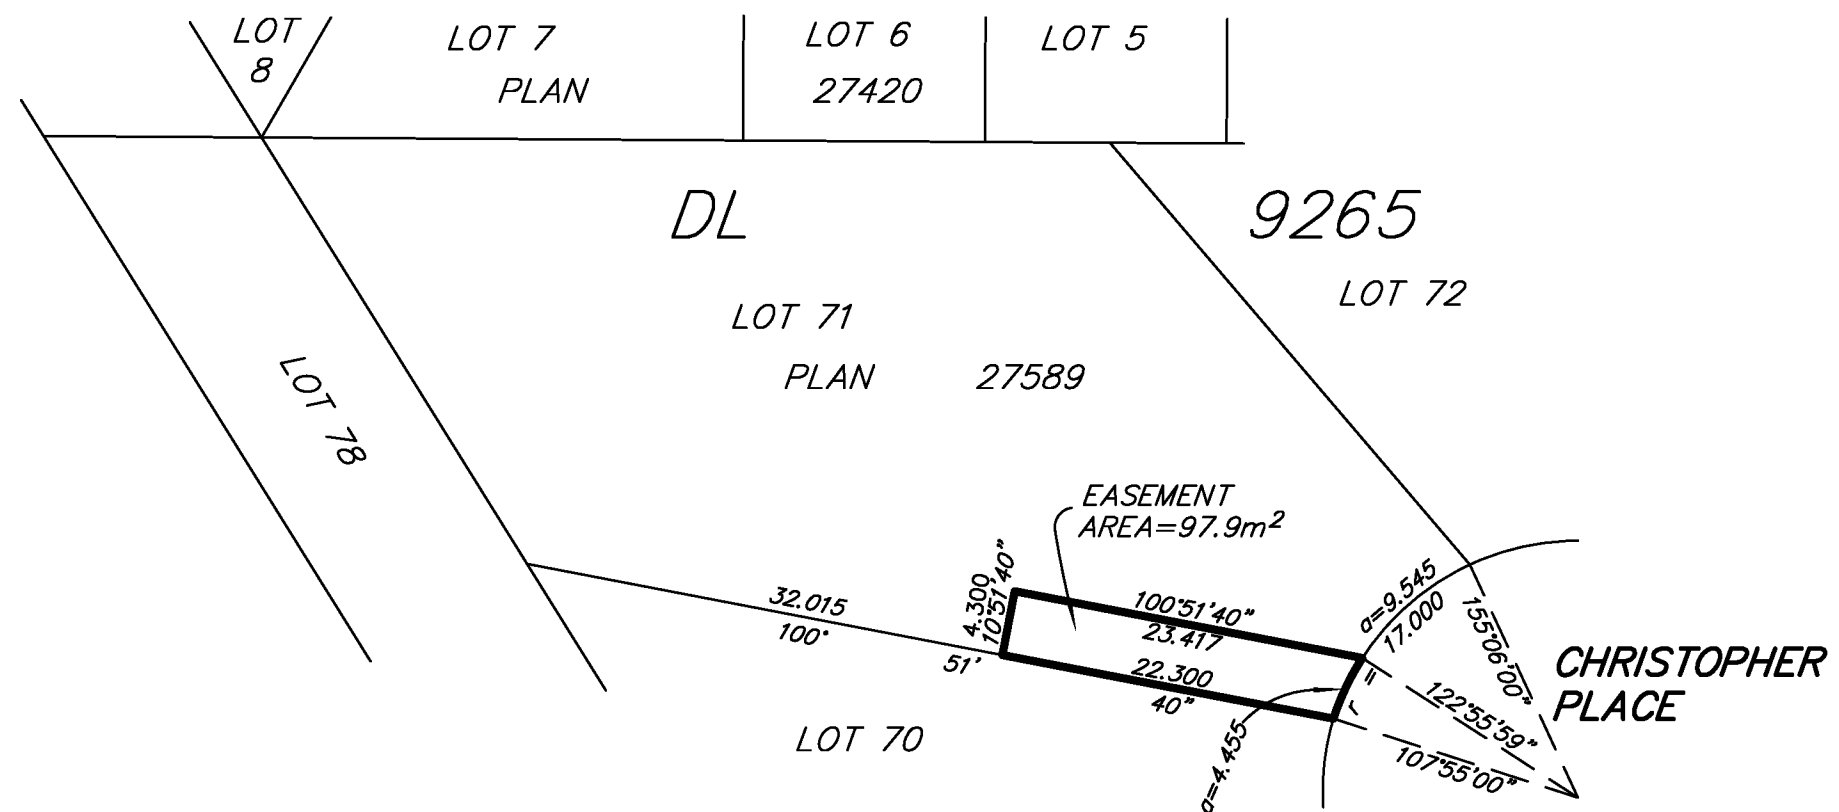 LOT
8
LOT 7
PLAN
LOT 6
27420
LOT 5
DL
9265
LOT 72
LOT 71
PLAN 27589
LOT 78
EASEMENT
AREA=97.9m²
4.300
10°51'40"
32.015
100°
51'
40"
100°51'40"
23.417
22.300
a=9.545
17.000
=
r
155°06'00"
122°55'59"
107°55'00"
a=4.455
CHRISTOPHER
PLACE
LOT 70